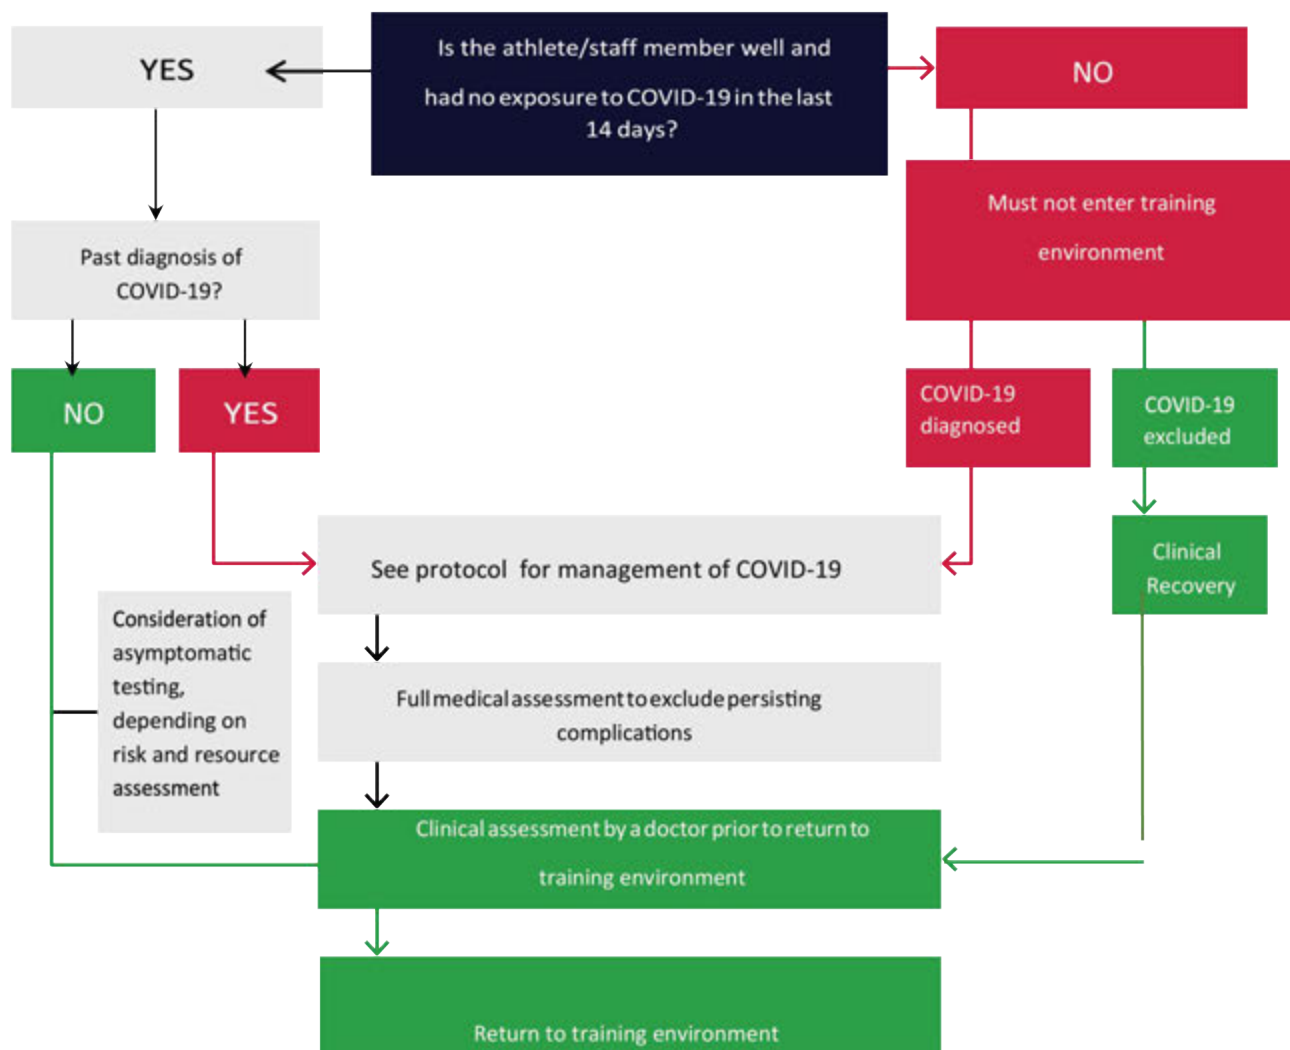 Is the athlete/staff member well and
had no exposure to COVID-19 in the last
14 days?
YES
NO
Must not enter training
environment
Past diagnosis of
COVID-19?
NO
YES
COVID-19
diagnosed
COVID-19
excluded
See protocol for management of COVID-19
Clinical
Recovery
Consideration of
asymptomatic
testing,
depending on
risk and resource
assessment
Full medical assessment to exclude persisting
complications
Clinical assessment by a doctor prior to return to
training environment
Return to training environment